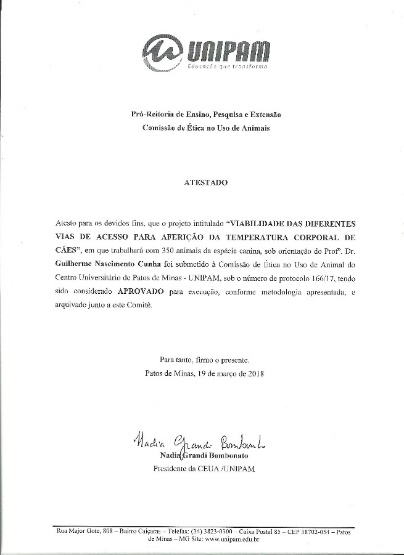 UNIPAM
Educação que transforma
Pró-Reitoria de Ensino, Pesquisa e Extensão
Comissão de Ética no Uso de Animais
ATESTADO
Atesto para os devidos fins, que o projeto intitulado “VIABILIDADE DAS DIFERENTES
VIAS DE ACESSO PARA AFERIÇÃO DA TEMPERATURA CORPORAL DE
CÃES”, em que trabalhará com 350 animais da espécie canina, sob orientação do Profº. Dr.
Guilherme Nascimento Cunha foi submetido à Comissão de Ética no Uso de Animal do
Centro Universitário de Patos de Minas - UNIPAM, sob o número de protocolo 166/17, tendo
sido considerado APROVADO para execução, conforme metodologia apresentada, e
arquivado junto a este Comitê.
Para tanto, firmo o presente.
Patos de Minas, 19 de março de 2018
Nadia Grandi Bombonato
Nadia Grandi Bombonato
Presidente da CEUA /UNIPAM
Rua Major Gote, 808 – Bairro Caiçaras – Telefax: (34) 3823-0300 – Caixa Postal 85 – CEP 38702-054 – Patos
de Minas – MG Site: www.unipam.edu.br